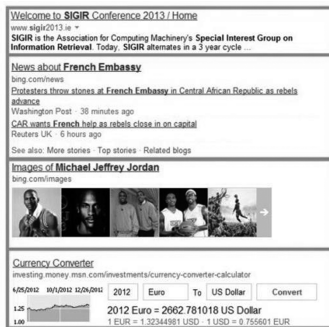 Welcome to SIGIR Conference 2013 / Home
www.sigir2013.ie
SIGIR is the Association for Computing Machinery's Special Interest Group on
Information Retrieval. Today, SIGIR alternates in a 3 year cycle ...
News about French Embassy
bing.com/news
Protesters throw stones at French Embassy in Central African Republic as rebels
advance
Washington Post · 38 minutes ago
CAR wants French help as rebels close in on capital
Reuters UK · 6 hours ago
See also: More stories · Top stories · Related blogs
Images of Michael Jeffrey Jordan
bing.com/images
Currency Converter
investing.money.msn.com/investments/currency-converter-calculator
6/25/2012 10/1/2012 12/26/2012 2012 Euro To US Dollar Convert
1.25 2012 Euro = 2662.781018 US Dollar
1.00 1 EUR = 1.32344981 USD · 1 USD = 0.755601 EUR